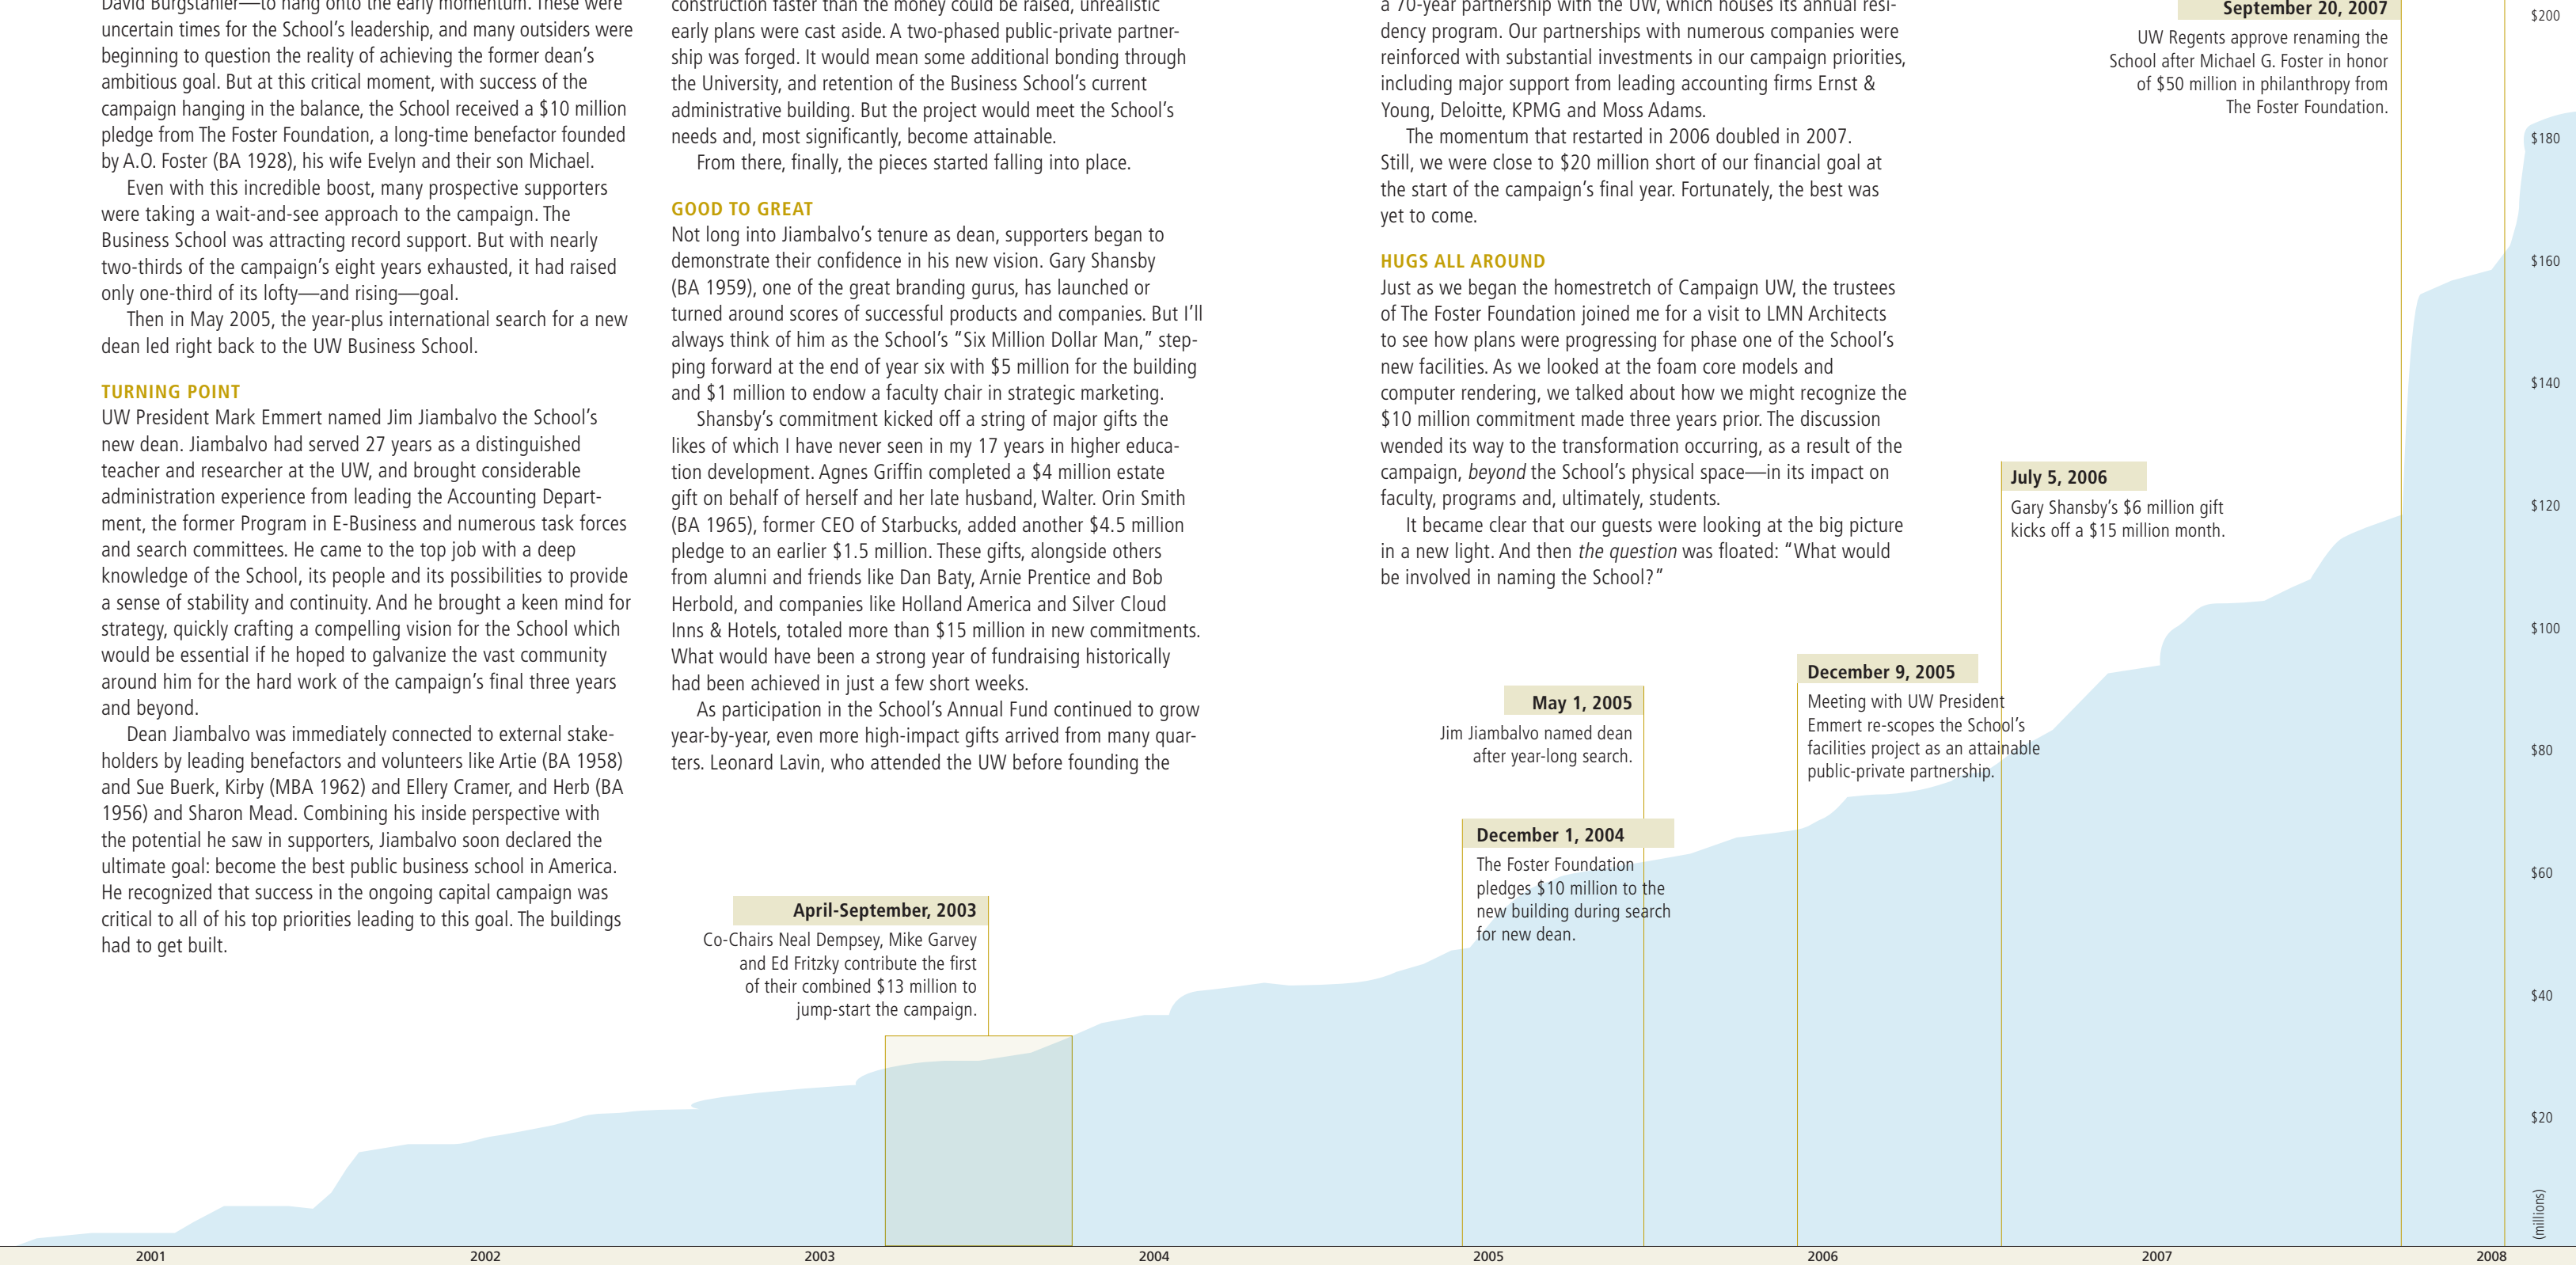 David Burgstahler—to hang onto the early momentum. These were
uncertain times for the School's leadership, and many outsiders were
beginning to question the reality of achieving the former dean's
ambitious goal. But at this critical moment, with success of the
campaign hanging in the balance, the School received a $10 million
pledge from The Foster Foundation, a long-time benefactor founded
by A.O. Foster (BA 1928), his wife Evelyn and their son Michael.
Even with this incredible boost, many prospective supporters
were taking a wait-and-see approach to the campaign. The
Business School was attracting record support. But with nearly
two-thirds of the campaign's eight years exhausted, it had raised
only one-third of its lofty—and rising—goal.
Then in May 2005, the year-plus international search for a new
dean led right back to the UW Business School.
TURNING POINT
UW President Mark Emmert named Jim Jiambalvo the School's
new dean. Jiambalvo had served 27 years as a distinguished
teacher and researcher at the UW, and brought considerable
administration experience from leading the Accounting Depart-
ment, the former Program in E-Business and numerous task forces
and search committees. He came to the top job with a deep
knowledge of the School, its people and its possibilities to provide
a sense of stability and continuity. And he brought a keen mind for
strategy, quickly crafting a compelling vision for the School which
would be essential if he hoped to galvanize the vast community
around him for the hard work of the campaign's final three years
and beyond.
Dean Jiambalvo was immediately connected to external stake-
holders by leading benefactors and volunteers like Artie (BA 1958)
and Sue Buerk, Kirby (MBA 1962) and Ellery Cramer, and Herb (BA
1956) and Sharon Mead. Combining his inside perspective with
the potential he saw in supporters, Jiambalvo soon declared the
ultimate goal: become the best public business school in America.
He recognized that success in the ongoing capital campaign was
critical to all of his top priorities leading to this goal. The buildings
had to get built.
construction faster than the money could be raised, unrealistic
early plans were cast aside. A two-phased public-private partner-
ship was forged. It would mean some additional bonding through
the University, and retention of the Business School's current
administrative building. But the project would meet the School's
needs and, most significantly, become attainable.
From there, finally, the pieces started falling into place.
GOOD TO GREAT
Not long into Jiambalvo's tenure as dean, supporters began to
demonstrate their confidence in his new vision. Gary Shansby
(BA 1959), one of the great branding gurus, has launched or
turned around scores of successful products and companies. But I'll
always think of him as the School's "Six Million Dollar Man," step-
ping forward at the end of year six with $5 million for the building
and $1 million to endow a faculty chair in strategic marketing.
Shansby's commitment kicked off a string of major gifts the
likes of which I have never seen in my 17 years in higher educa-
tion development. Agnes Griffin completed a $4 million estate
gift on behalf of herself and her late husband, Walter. Orin Smith
(BA 1965), former CEO of Starbucks, added another $4.5 million
pledge to an earlier $1.5 million. These gifts, alongside others
from alumni and friends like Dan Baty, Arnie Prentice and Bob
Herbold, and companies like Holland America and Silver Cloud
Inns & Hotels, totaled more than $15 million in new commitments.
What would have been a strong year of fundraising historically
had been achieved in just a few short weeks.
As participation in the School's Annual Fund continued to grow
year-by-year, even more high-impact gifts arrived from many quar-
ters. Leonard Lavin, who attended the UW before founding the
a 70-year partnership with the UW, which houses its annual resi-
dency program. Our partnerships with numerous companies were
reinforced with substantial investments in our campaign priorities,
including major support from leading accounting firms Ernst &
Young, Deloitte, KPMG and Moss Adams.
The momentum that restarted in 2006 doubled in 2007.
Still, we were close to $20 million short of our financial goal at
the start of the campaign's final year. Fortunately, the best was
yet to come.
HUGS ALL AROUND
Just as we began the homestretch of Campaign UW, the trustees
of The Foster Foundation joined me for a visit to LMN Architects
to see how plans were progressing for phase one of the School's
new facilities. As we looked at the foam core models and
computer rendering, we talked about how we might recognize the
$10 million commitment made three years prior. The discussion
wended its way to the transformation occurring, as a result of the
campaign, beyond the School's physical space—in its impact on
faculty, programs and, ultimately, students.
It became clear that our guests were looking at the big picture
in a new light. And then the question was floated: "What would
be involved in naming the School?"
April-September, 2003
Co-Chairs Neal Dempsey, Mike Garvey
and Ed Fritzky contribute the first
of their combined $13 million to
jump-start the campaign.
December 1, 2004
The Foster Foundation
pledges $10 million to the
new building during search
for new dean.
May 1, 2005
Jim Jiambalvo named dean
after year-long search.
December 9, 2005
Meeting with UW President
Emmert re-scopes the School's
facilities project as an attainable
public-private partnership.
July 5, 2006
Gary Shansby's $6 million gift
kicks off a $15 million month.
September 20, 2007
UW Regents approve renaming the
School after Michael G. Foster in honor
of $50 million in philanthropy from
The Foster Foundation.
$200
$180
$160
$140
$120
$100
$80
$60
$40
$20
(millions)
2001
2002
2003
2004
2005
2006
2007
2008